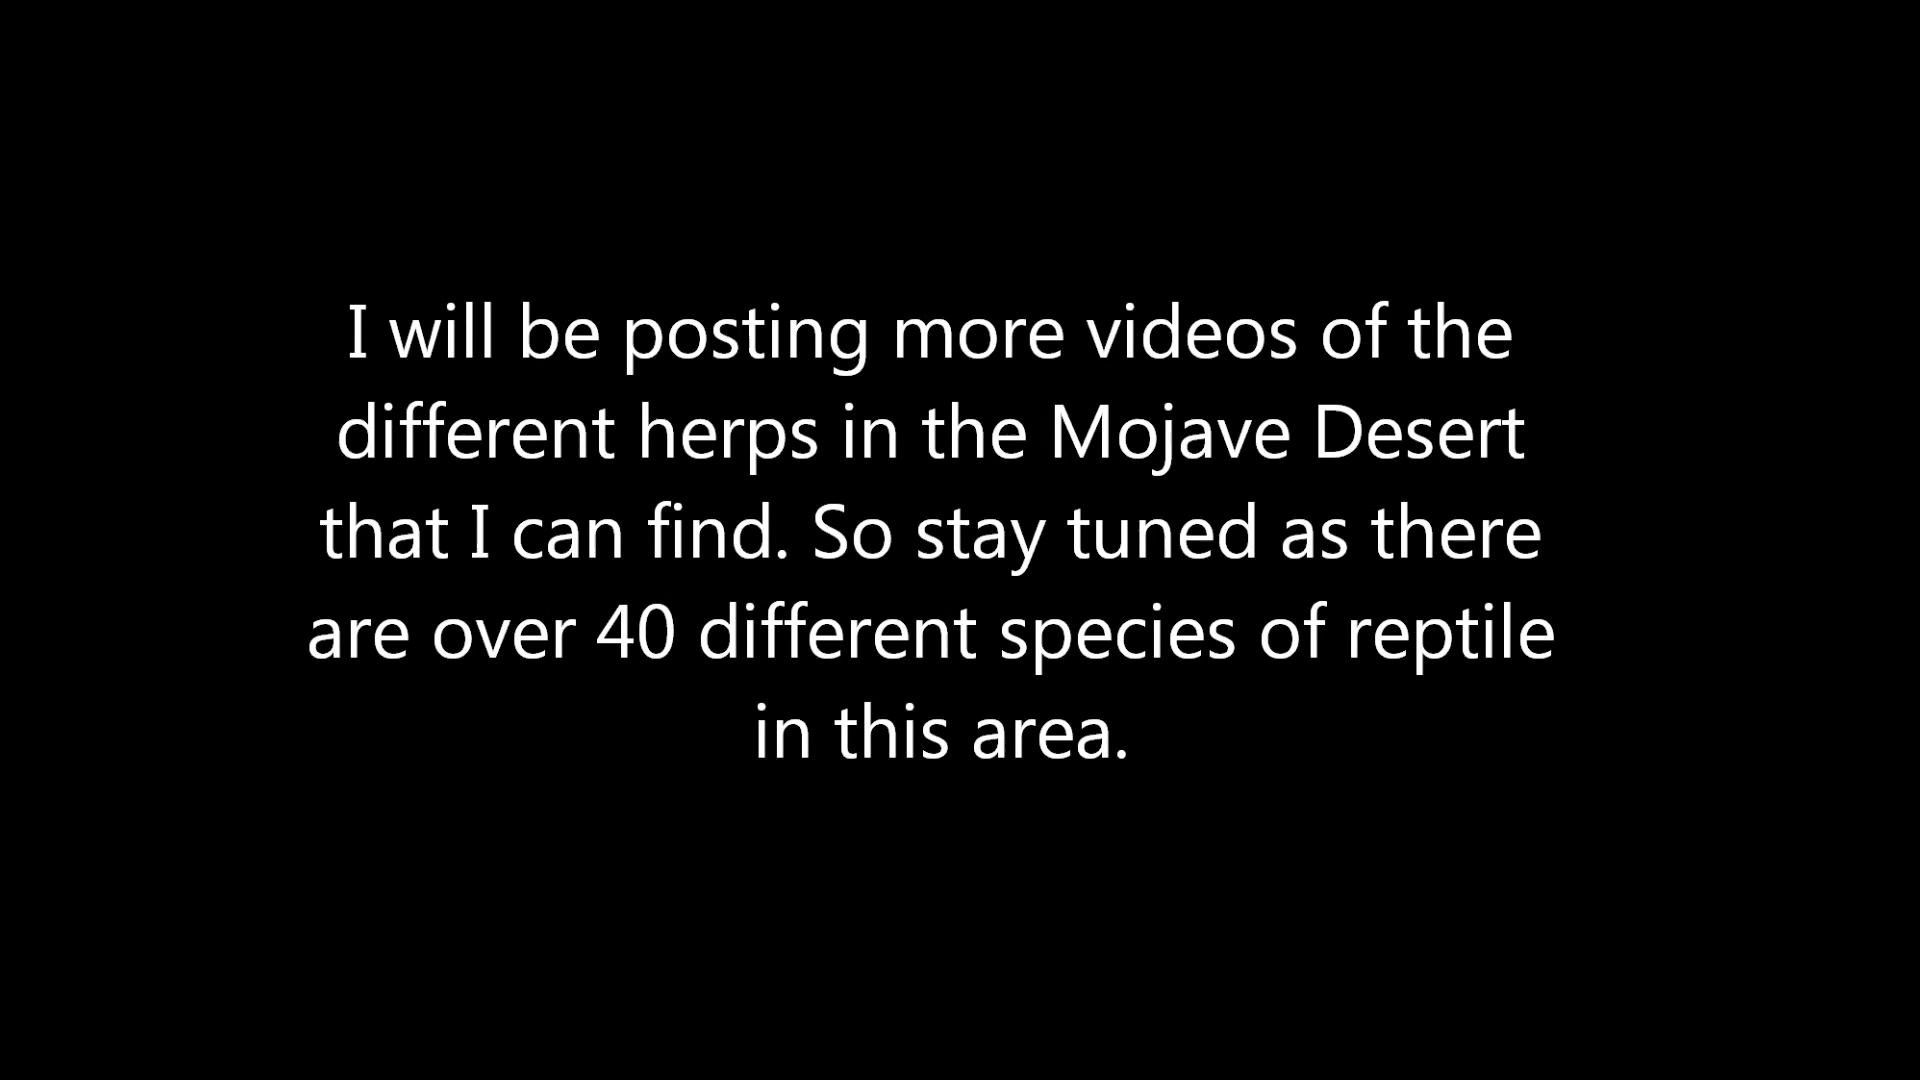 I will be posting more videos of the
different herps in the Mojave Desert
that I can find. So stay tuned as there
are over 40 different species of reptile
in this area.